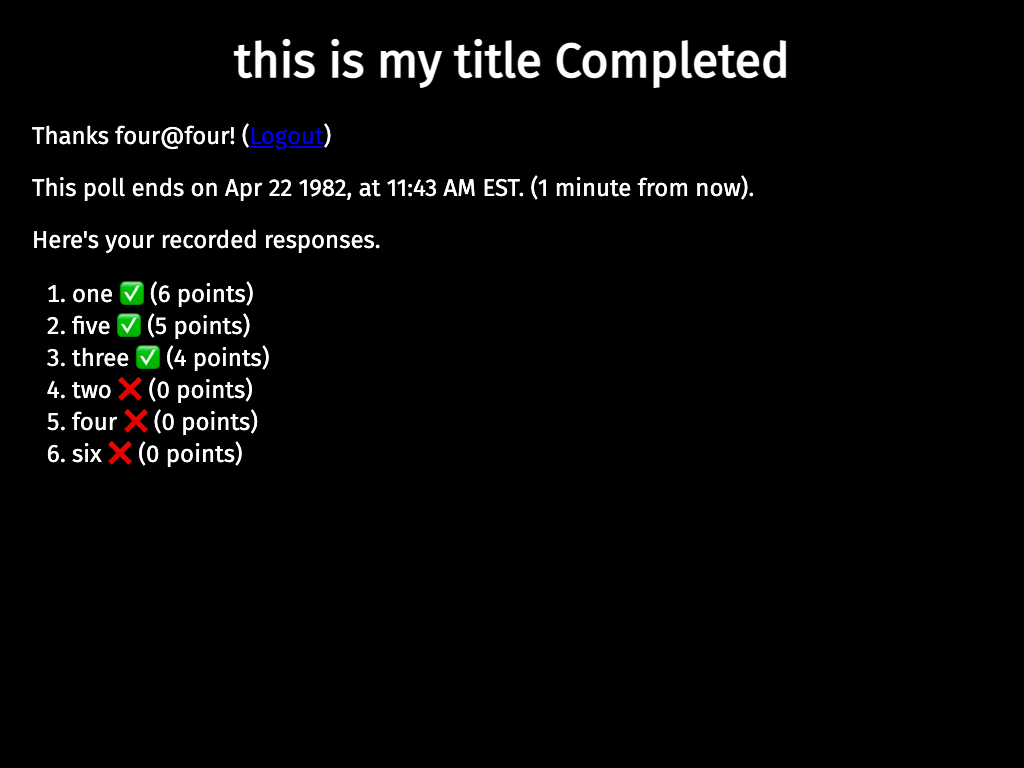 this is my title Completed
Thanks four@four! (Logout)
This poll ends on Apr 22 1982, at 11:43 AM EST. (1 minute from now).
Here's your recorded responses.
1. one ✅ (6 points)
2. five ✅ (5 points)
3. three ✅ (4 points)
4. two ❌ (0 points)
5. four ❌ (0 points)
6. six ❌ (0 points)